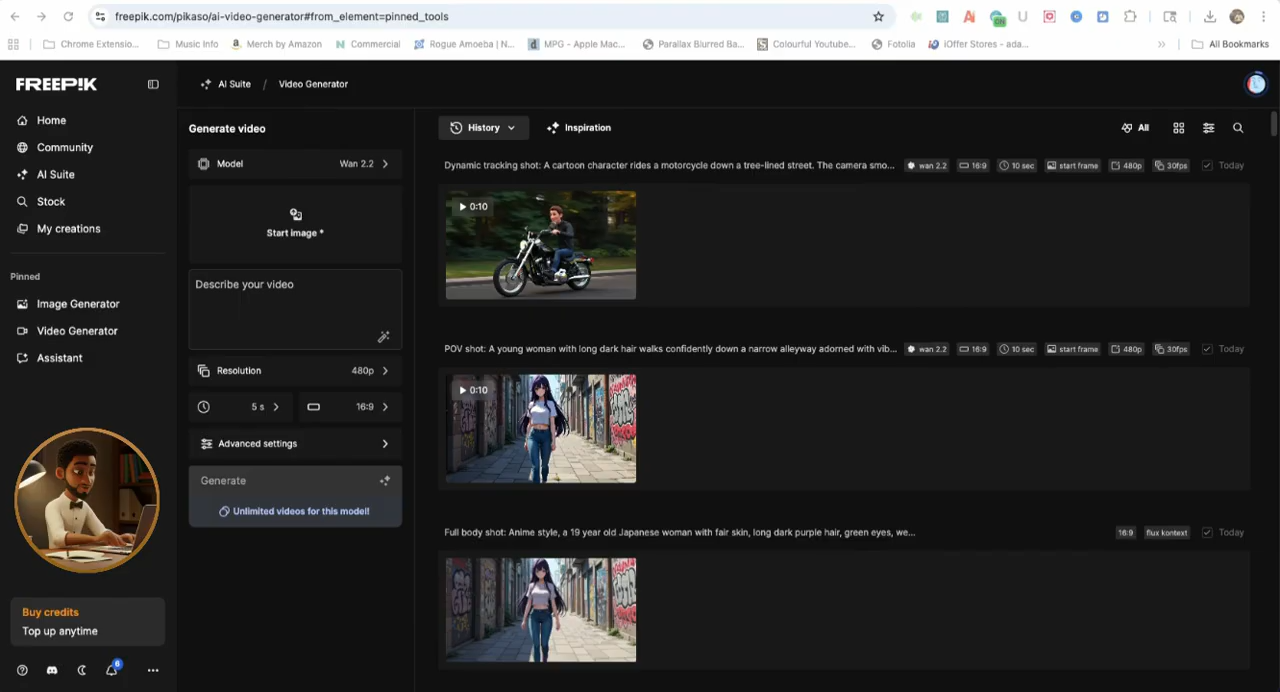 freepik.com/pikaso/ai-video-generator#from_element=pinned_tools
ON
Chrome Extensio...
Music Info
Merch by Amazon
Commercial
Rogue Amoeba | N...
MPG - Apple Mac...
Parallax Blurred Ba...
Colourful Youtube...
Fotolia
iOffer Stores - ada...
All Bookmarks
FREEPIK
AI Suite / Video Generator
Home
Community
AI Suite
Stock
My creations
Pinned
Image Generator
Video Generator
Assistant
Buy credits
Top up anytime
6
Generate video
Model Wan 2.2
Start image *
Describe your video
Resolution 480p
5 s 16:9
Advanced settings
Generate
Unlimited videos for this model!
History Inspiration All
Dynamic tracking shot: A cartoon character rides a motorcycle down a tree-lined street. The camera smo... wan 2.2 16:9 10 sec start frame 480p 30fps Today
0:10
POV shot: A young woman with long dark hair walks confidently down a narrow alleyway adorned with vib... wan 2.2 16:9 10 sec start frame 480p 30fps Today
0:10
Full body shot: Anime style, a 19 year old Japanese woman with fair skin, long dark purple hair, green eyes, we... 16:9 flux kontext Today